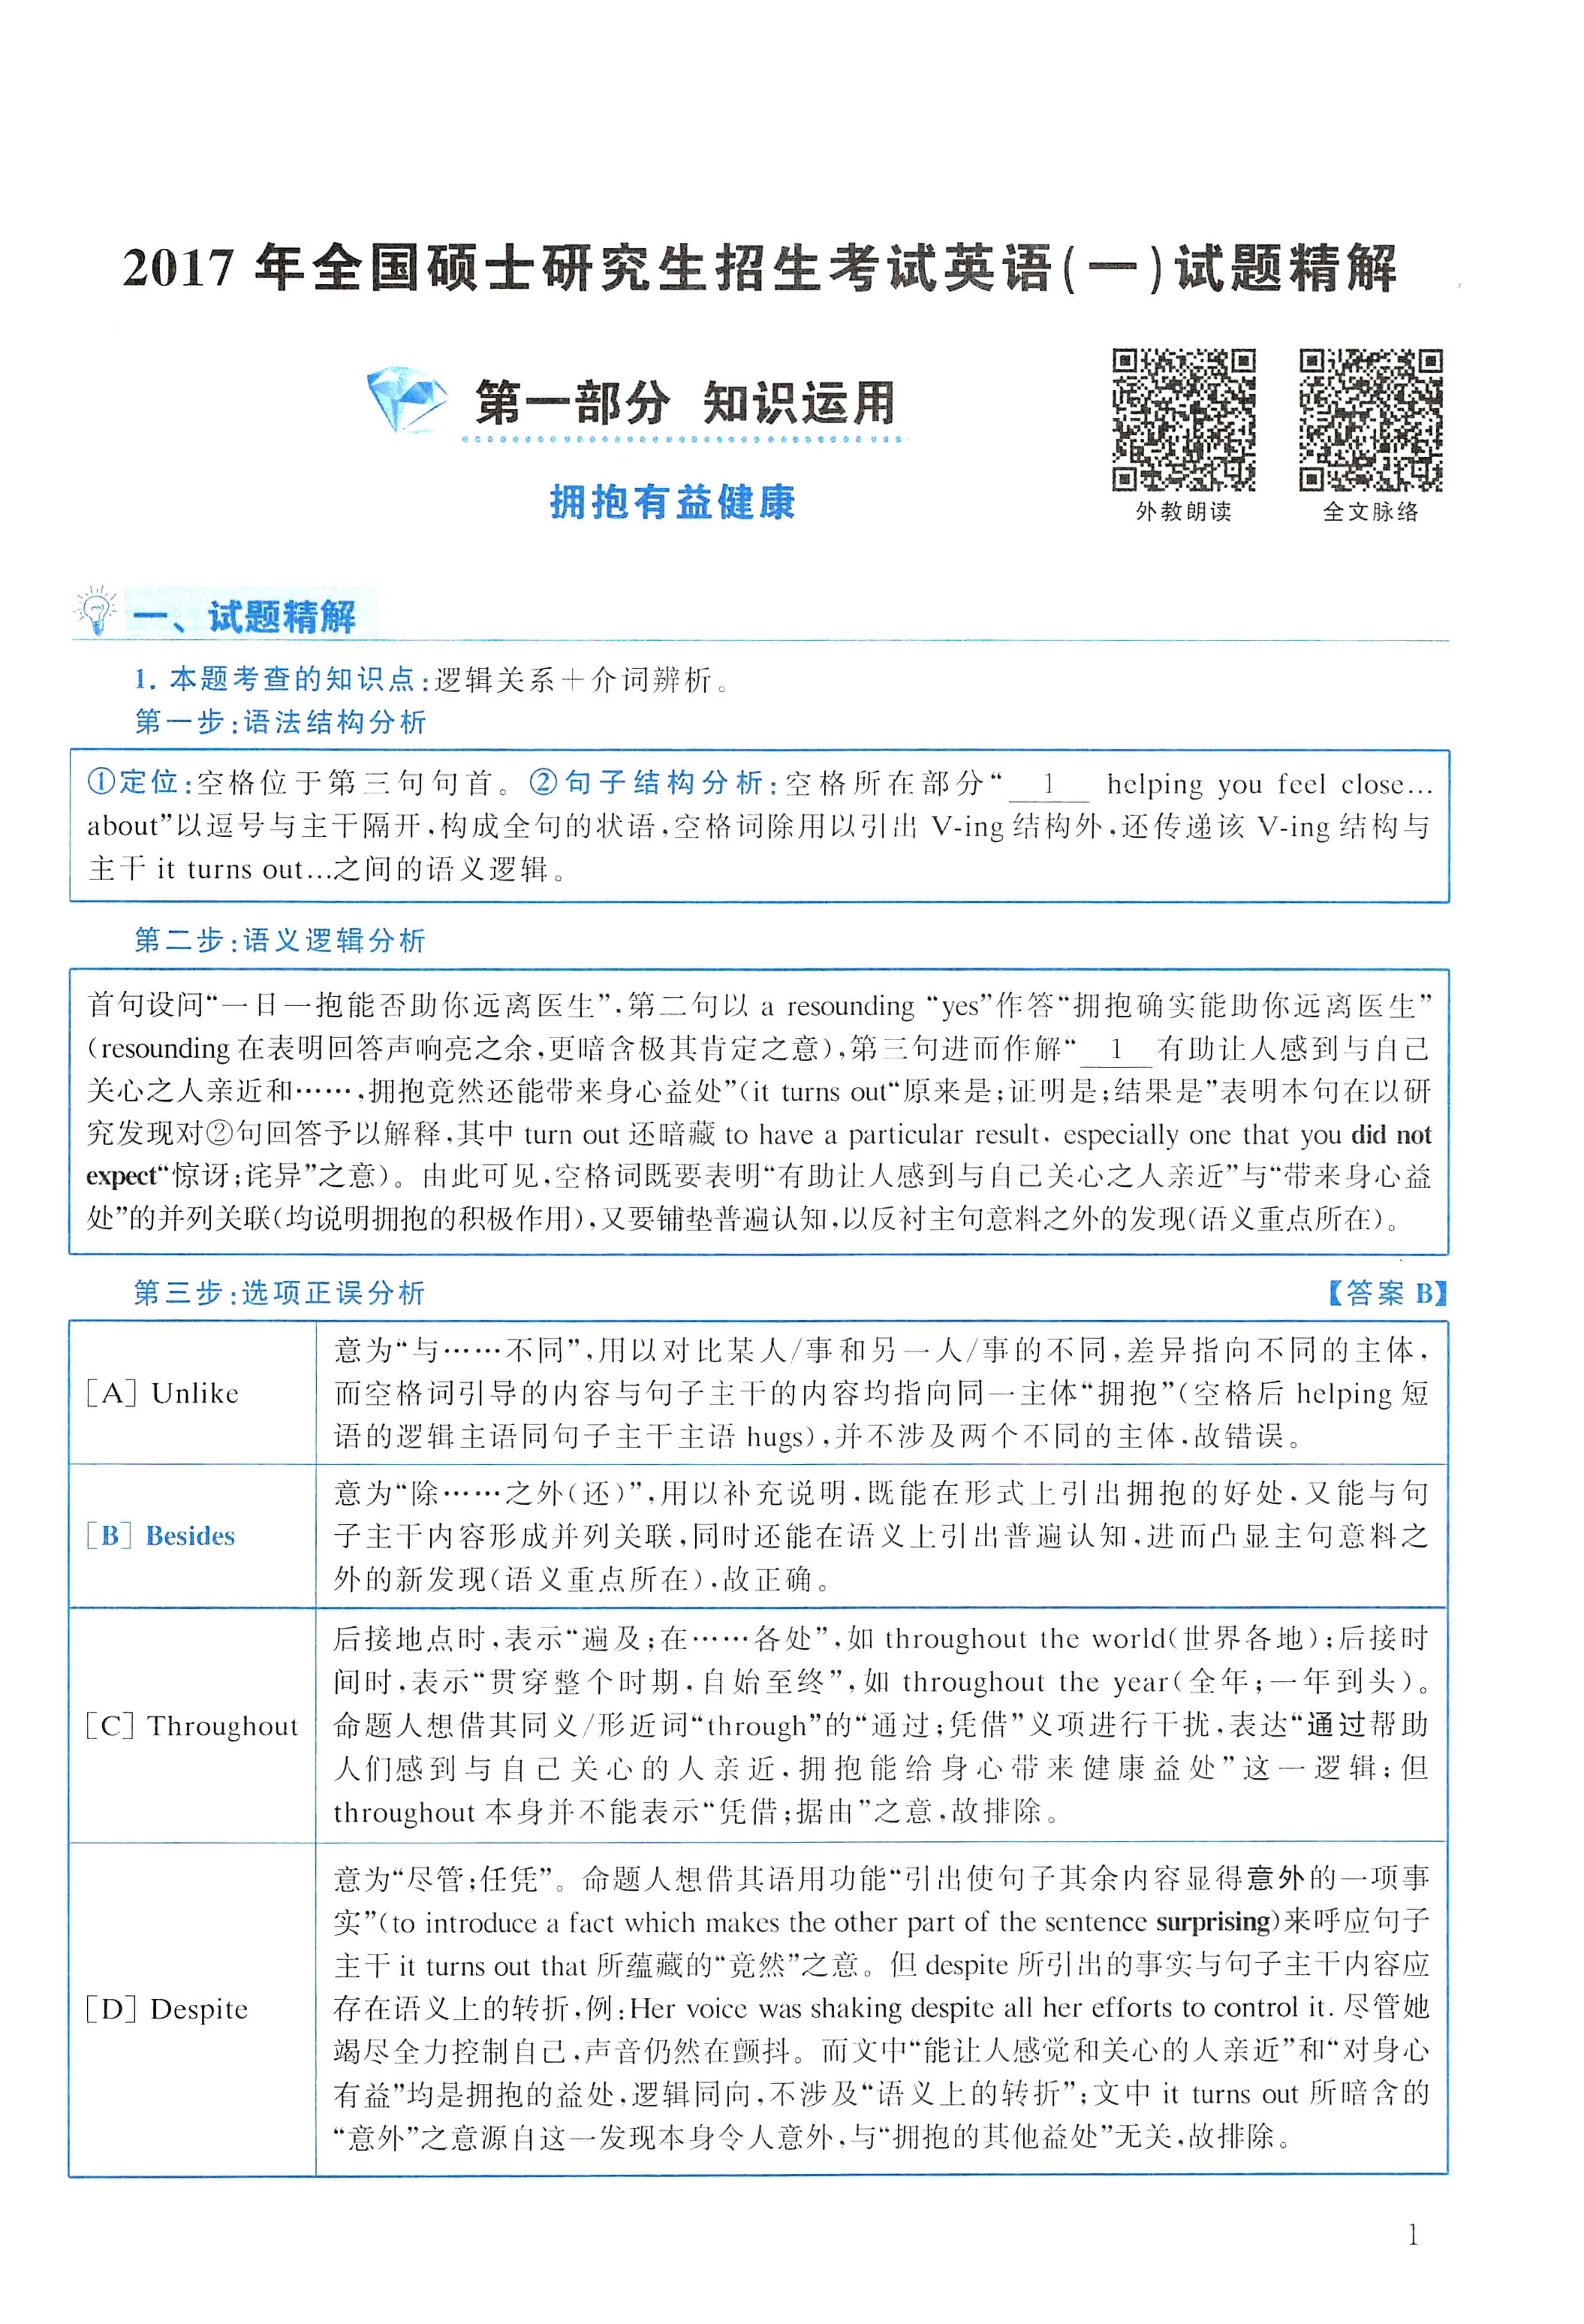 2017 年全国硕士研究生招生考试英语(一)试题精解
第一部分 知识运用
拥抱有益健康
外教朗读
全文脉络
一、试题精解
1. 本题考查的知识点:逻辑关系+介词辨析。
第一步:语法结构分析
①定位:空格位于第三句句首。②句子结构分析:空格所在部分“ 1 helping you feel close…
about”以逗号与主干隔开,构成全句的状语,空格词除用以引出 V-ing 结构外,还传递该 V-ing 结构与
主干 it turns out…之间的语义逻辑。
第二步:语义逻辑分析
首句设问“一日一抱能否助你远离医生”,第二句以 a resounding “yes”作答“拥抱确实能助你远离医生”
(resounding 在表明回答声响亮之余,更暗含极其肯定之意),第三句进而作解“ 1 有助让人感到与自己
关心之人亲近和……,拥抱竟然还能带来身心益处”(it turns out“原来是;证明是;结果是”表明本句在以研
究发现对②句回答予以解释,其中 turn out 还暗藏 to have a particular result, especially one that you did not
expect“惊讶;诧异”之意)。由此可见,空格词既要表明“有助让人感到与自己关心之人亲近”与“带来身心益
处”的并列关联(均说明拥抱的积极作用),又要铺垫普遍认知,以反衬主句意料之外的发现(语义重点所在)。
第三步:选项正误分析
【答案 B】
[A] Unlike
意为“与……不同”,用以对比某人/事和另一人/事的不同,差异指向不同的主体,
而空格词引导的内容与句子主干的内容均指向同一主体“拥抱”(空格后 helping 短
语的逻辑主语同句子主干主语 hugs),并不涉及两个不同的主体,故错误。
[B] Besides
意为“除……之外(还)”,用以补充说明,既能在形式上引出拥抱的好处,又能与句
子主干内容形成并列关联,同时还能在语义上引出普遍认知,进而凸显主句意料之
外的新发现(语义重点所在),故正确。
[C] Throughout
后接地点时,表示“遍及;在……各处”,如 throughout the world(世界各地);后接时
间时,表示“贯穿整个时期,自始至终”,如 throughout the year(全年;一年到头)。
命题人想借其同义/形近词“through”的“通过;凭借”义项进行干扰,表达“通过帮助
人们感到与自己关心的人亲近,拥抱能给身心带来健康益处”这一逻辑;但
throughout 本身并不能表示“凭借;据由”之意,故排除。
[D] Despite
意为“尽管;任凭”。命题人想借其语用功能“引出使句子其余内容显得意外的一项事
实”(to introduce a fact which makes the other part of the sentence surprising)来呼应句子
主干 it turns out that 所蕴藏的“竟然”之意。但 despite 所引出的事实与句子主干内容应
存在语义上的转折,例:Her voice was shaking despite all her efforts to control it. 尽管她
竭尽全力控制自己,声音仍然在颤抖。而文中“能让人感觉和关心的人亲近”和“对身心
有益”均是拥抱的益处,逻辑同向,不涉及“语义上的转折”;文中 it turns out 所暗含的
“意外”之意源自这一发现本身令人意外,与“拥抱的其他益处”无关,故排除。
1